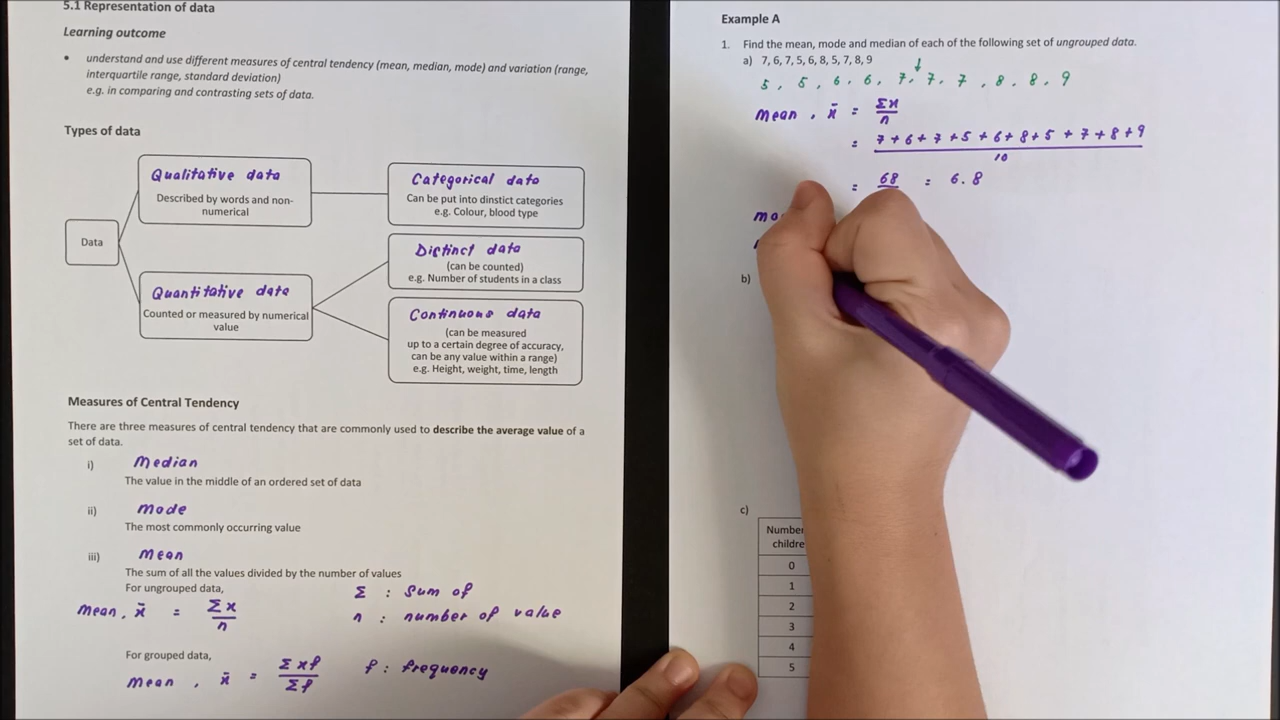 5.1 Representation of data
Learning outcome
• understand and use different measures of central tendency (mean, median, mode) and variation (range,
interquartile range, standard deviation)
e.g. in comparing and contrasting sets of data.
Types of data
Data
Qualitative data
Described by words and non-
numerical
Quantitative data
Counted or measured by numerical
value
Categorical data
Can be put into dinstict categories
e.g. Colour, blood type
Distinct data
(can be counted)
e.g. Number of students in a class
Continuous data
(can be measured
up to a certain degree of accuracy,
can be any value within a range)
e.g. Height, weight, time, length
Measures of Central Tendency
There are three measures of central tendency that are commonly used to describe the average value of a
set of data.
i) Median
The value in the middle of an ordered set of data
ii) Mode
The most commonly occurring value
iii) Mean
The sum of all the values divided by the number of values
For ungrouped data,
Mean, x̄ = Σx/n
Σ : Sum of
n : number of value
For grouped data,
Mean, x̄ = Σxf/Σf
f : frequency
Example A
1. Find the mean, mode and median of each of the following set of ungrouped data.
a) 7, 6, 7, 5, 6, 8, 5, 7, 8, 9
5, 5, 6, 6, 7, 7, 7, 8, 8, 9
Mean, x̄ = Σx/n
= 7+6+7+5+6+8+5+7+8+9/10
= 68 = 6.8
b)
c)
childre
0
1
2
3
4
5